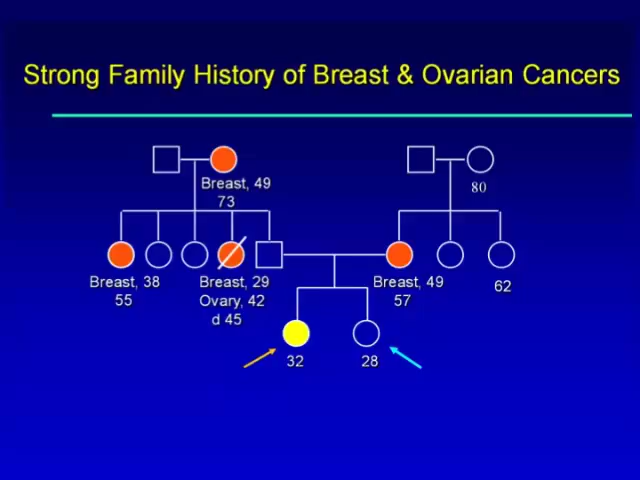 Strong Family History of Breast & Ovarian Cancers
Breast, 49
73
80
Breast, 38
55
Breast, 29
Ovary, 42
d 45
Breast, 49
57
62
32
28